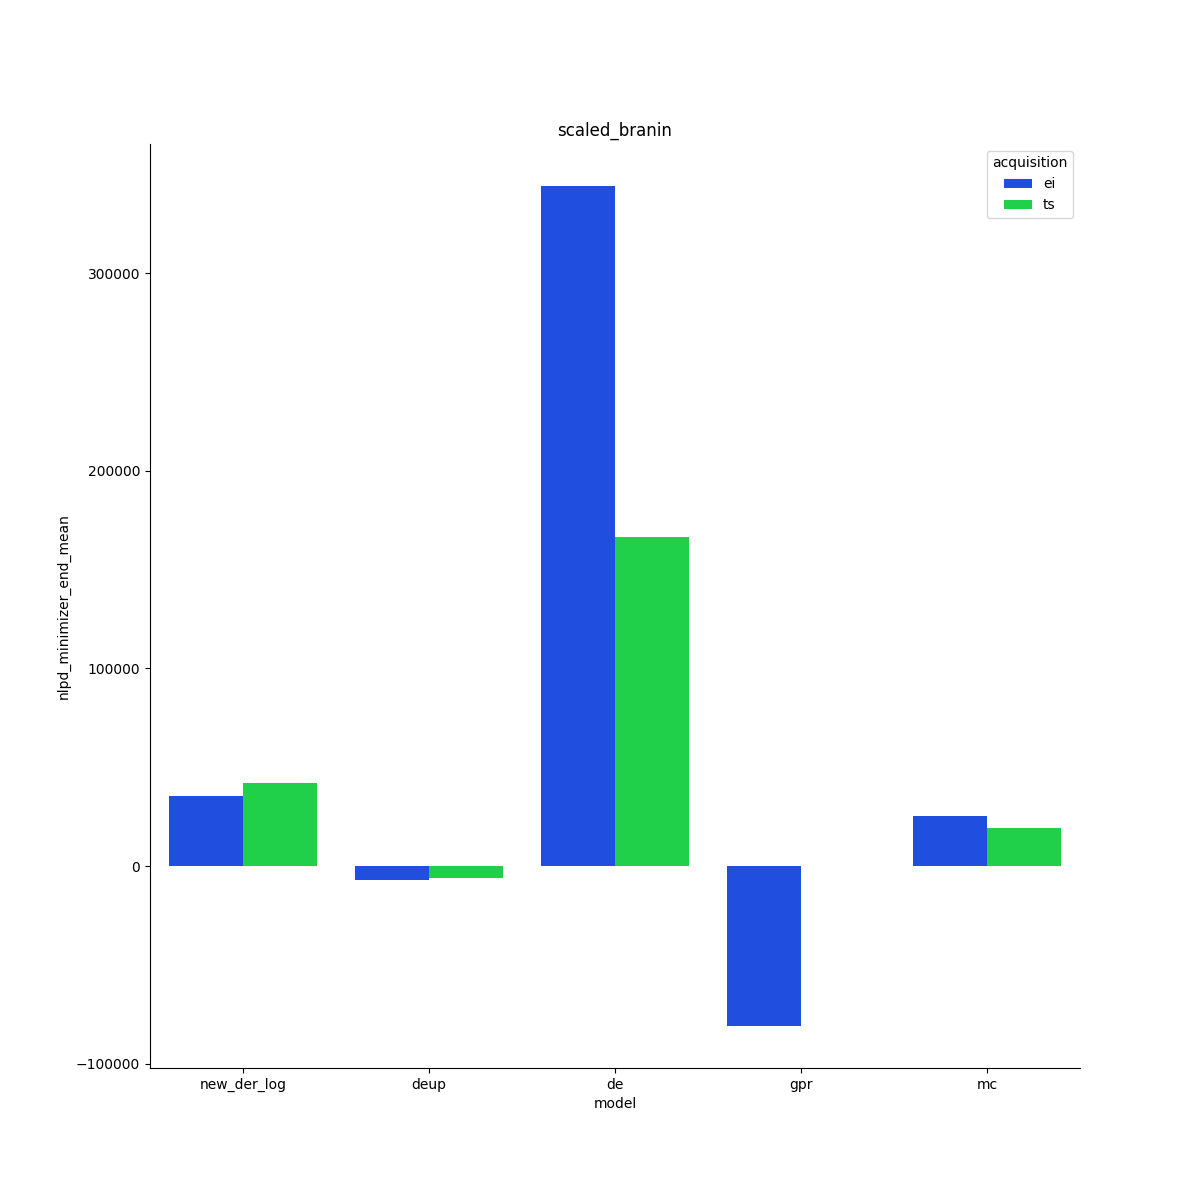 scaled_branin
acquisition
ei
ts
300000
200000
100000
0
−100000
nlpd_minimizer_end_mean
new_der_log deup de gpr mc
model